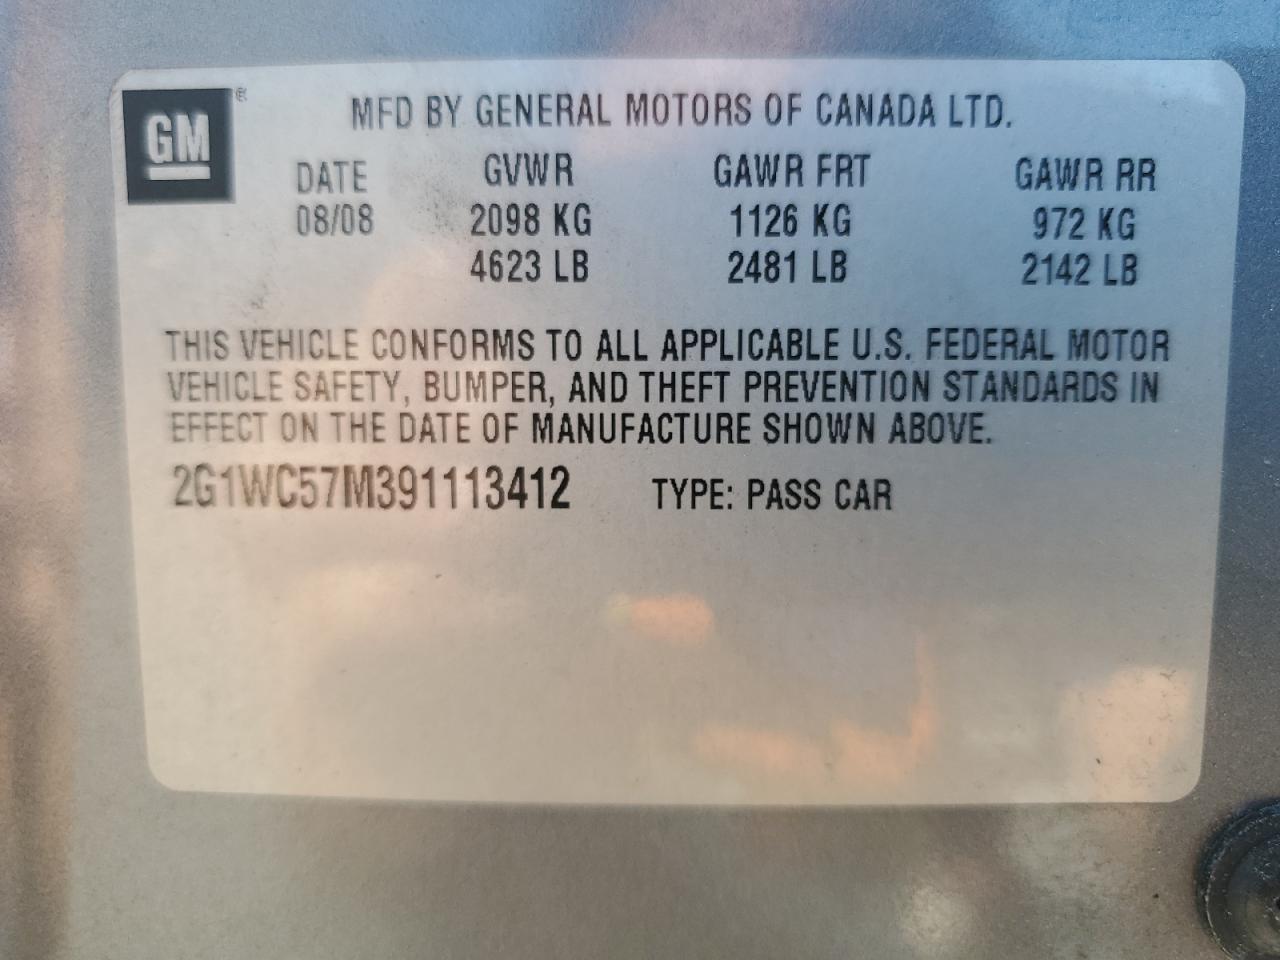 GM®
MFD BY GENERAL MOTORS OF CANADA LTD.
DATE GVWR GAWR FRT GAWR RR
08/08 2098 KG 1126 KG 972 KG
4623 LB 2481 LB 2142 LB
THIS VEHICLE CONFORMS TO ALL APPLICABLE U.S. FEDERAL MOTOR
VEHICLE SAFETY, BUMPER, AND THEFT PREVENTION STANDARDS IN
EFFECT ON THE DATE OF MANUFACTURE SHOWN ABOVE.
2G1WC57M391113412 TYPE: PASS CAR